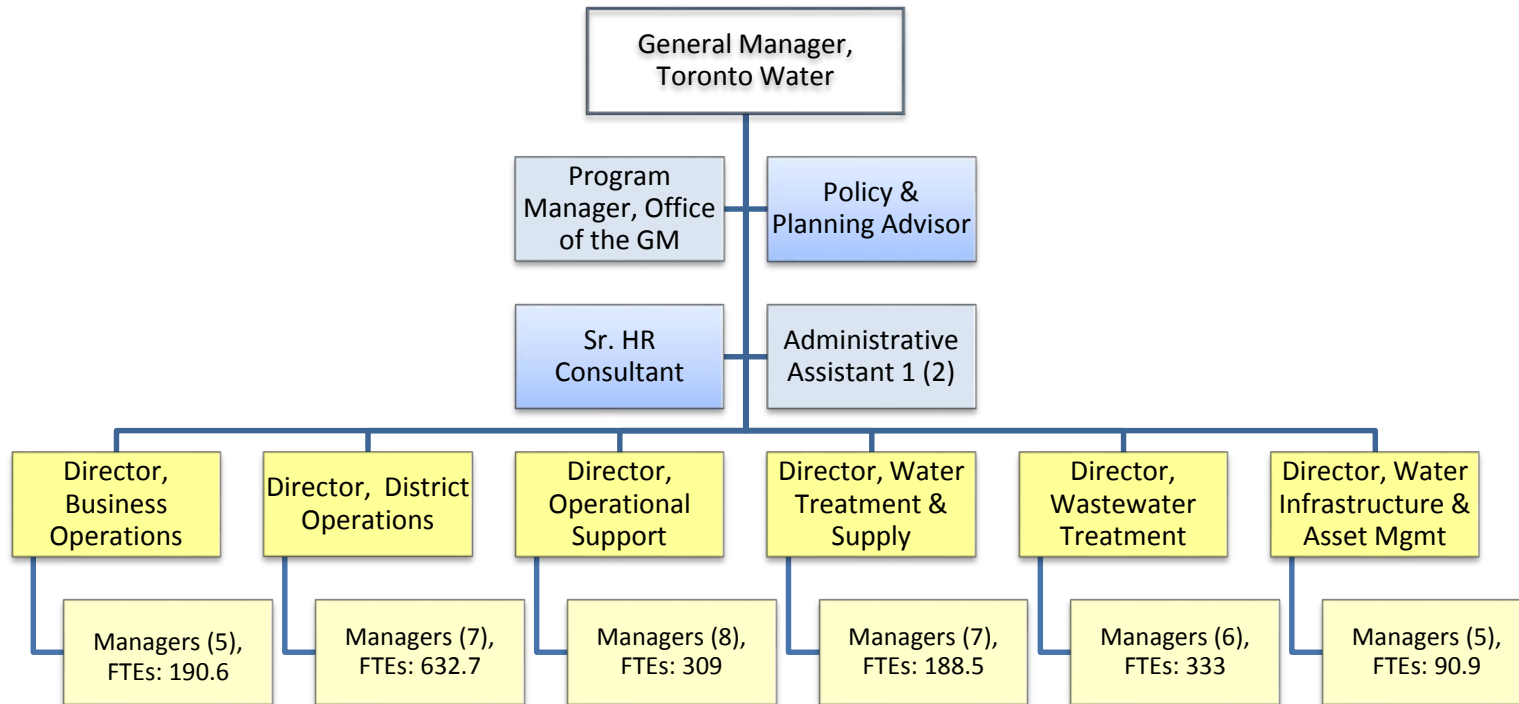 General Manager,
Toronto Water
Program
Manager, Office
of the GM
Policy &
Planning Advisor
Sr. HR
Consultant
Administrative
Assistant 1 (2)
Director,
Business
Operations
Director, District
Operations
Director,
Operational
Support
Director, Water
Treatment &
Supply
Director,
Wastewater
Treatment
Director, Water
Infrastructure &
Asset Mgmt
Managers (5),
FTEs: 190.6
Managers (7),
FTEs: 632.7
Managers (8),
FTEs: 309
Managers (7),
FTEs: 188.5
Managers (6),
FTEs: 333
Managers (5),
FTEs: 90.9